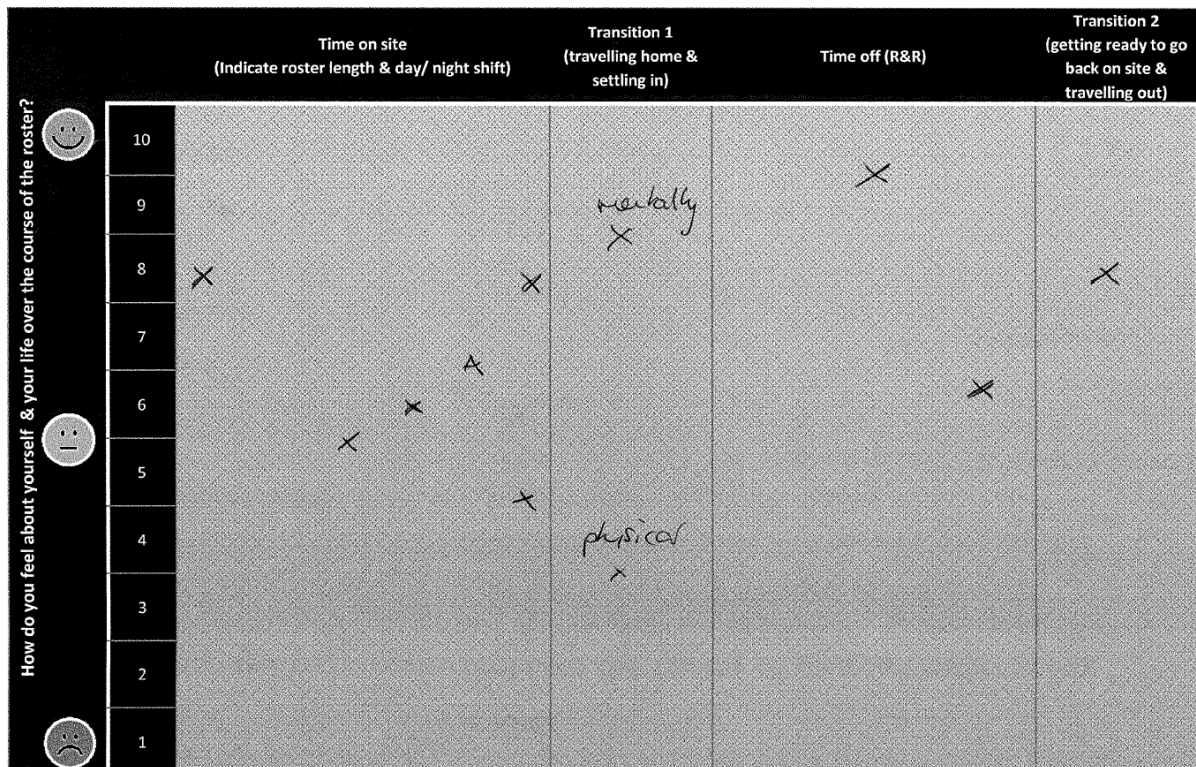 How do you feel about yourself & your life over the course of the roster?
Time on site
(Indicate roster length & day/ night shift)
Transition 1
(travelling home &
settling in)
Time off (R&R)
Transition 2
(getting ready to go
back on site &
travelling out)
10
9
8
7
6
5
4
3
2
1
mentally
physical